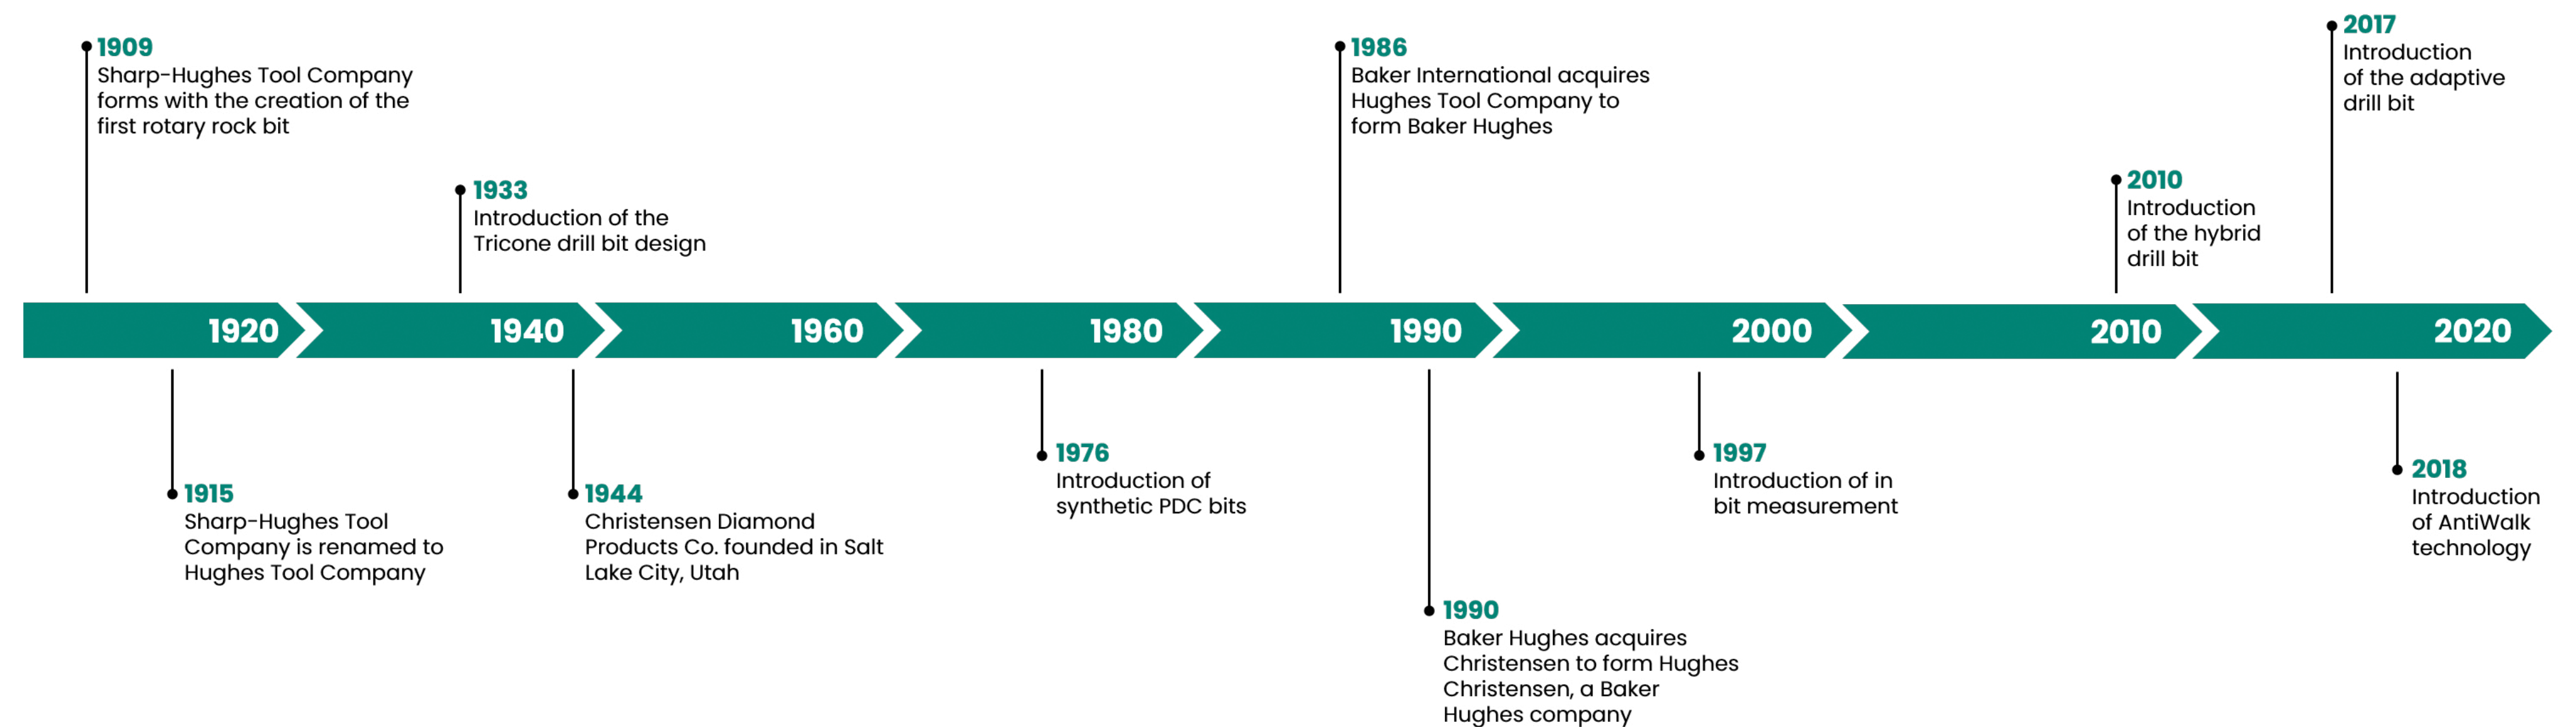 1909
Sharp-Hughes Tool Company
forms with the creation of the
first rotary rock bit
1933
Introduction of the
Tricone drill bit design
1986
Baker International acquires
Hughes Tool Company to
form Baker Hughes
2010
Introduction
of the hybrid
drill bit
2017
Introduction
of the adaptive
drill bit
1920
1940
1960
1980
1990
2000
2010
2020
1915
Sharp-Hughes Tool
Company is renamed to
Hughes Tool Company
1944
Christensen Diamond
Products Co. founded in Salt
Lake City, Utah
1976
Introduction of
synthetic PDC bits
1990
Baker Hughes acquires
Christensen to form Hughes
Christensen, a Baker
Hughes company
1997
Introduction of in
bit measurement
2018
Introduction
of AntiWalk
technology